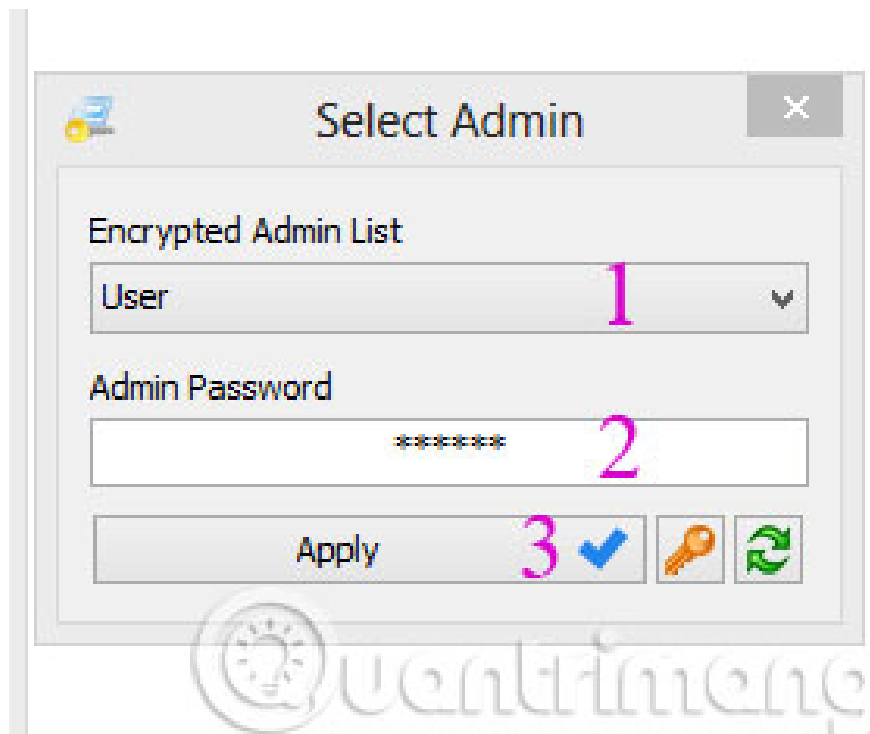 Select Admin
Encrypted Admin List
User 1
Admin Password
****** 2
Apply 3
Quantrimang